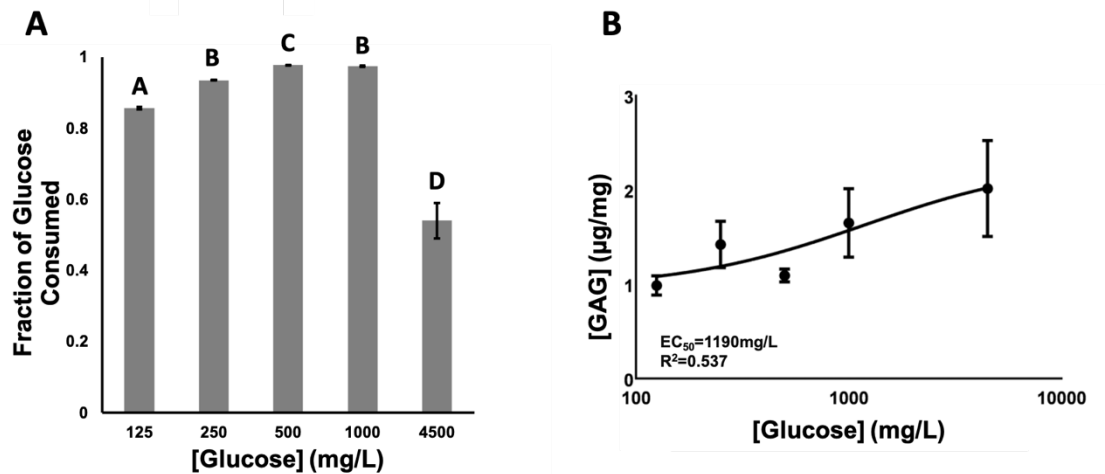 A
B
1
0.8
0.6
0.4
0.2
0
A
B
C
B
D
Fraction of Glucose
Consumed
125 250 500 1000 4500
[Glucose] (mg/L)
3
2
1
0
[GAG] (µg/mg)
EC₅₀=1190mg/L
R²=0.537
100 1000 10000
[Glucose] (mg/L)